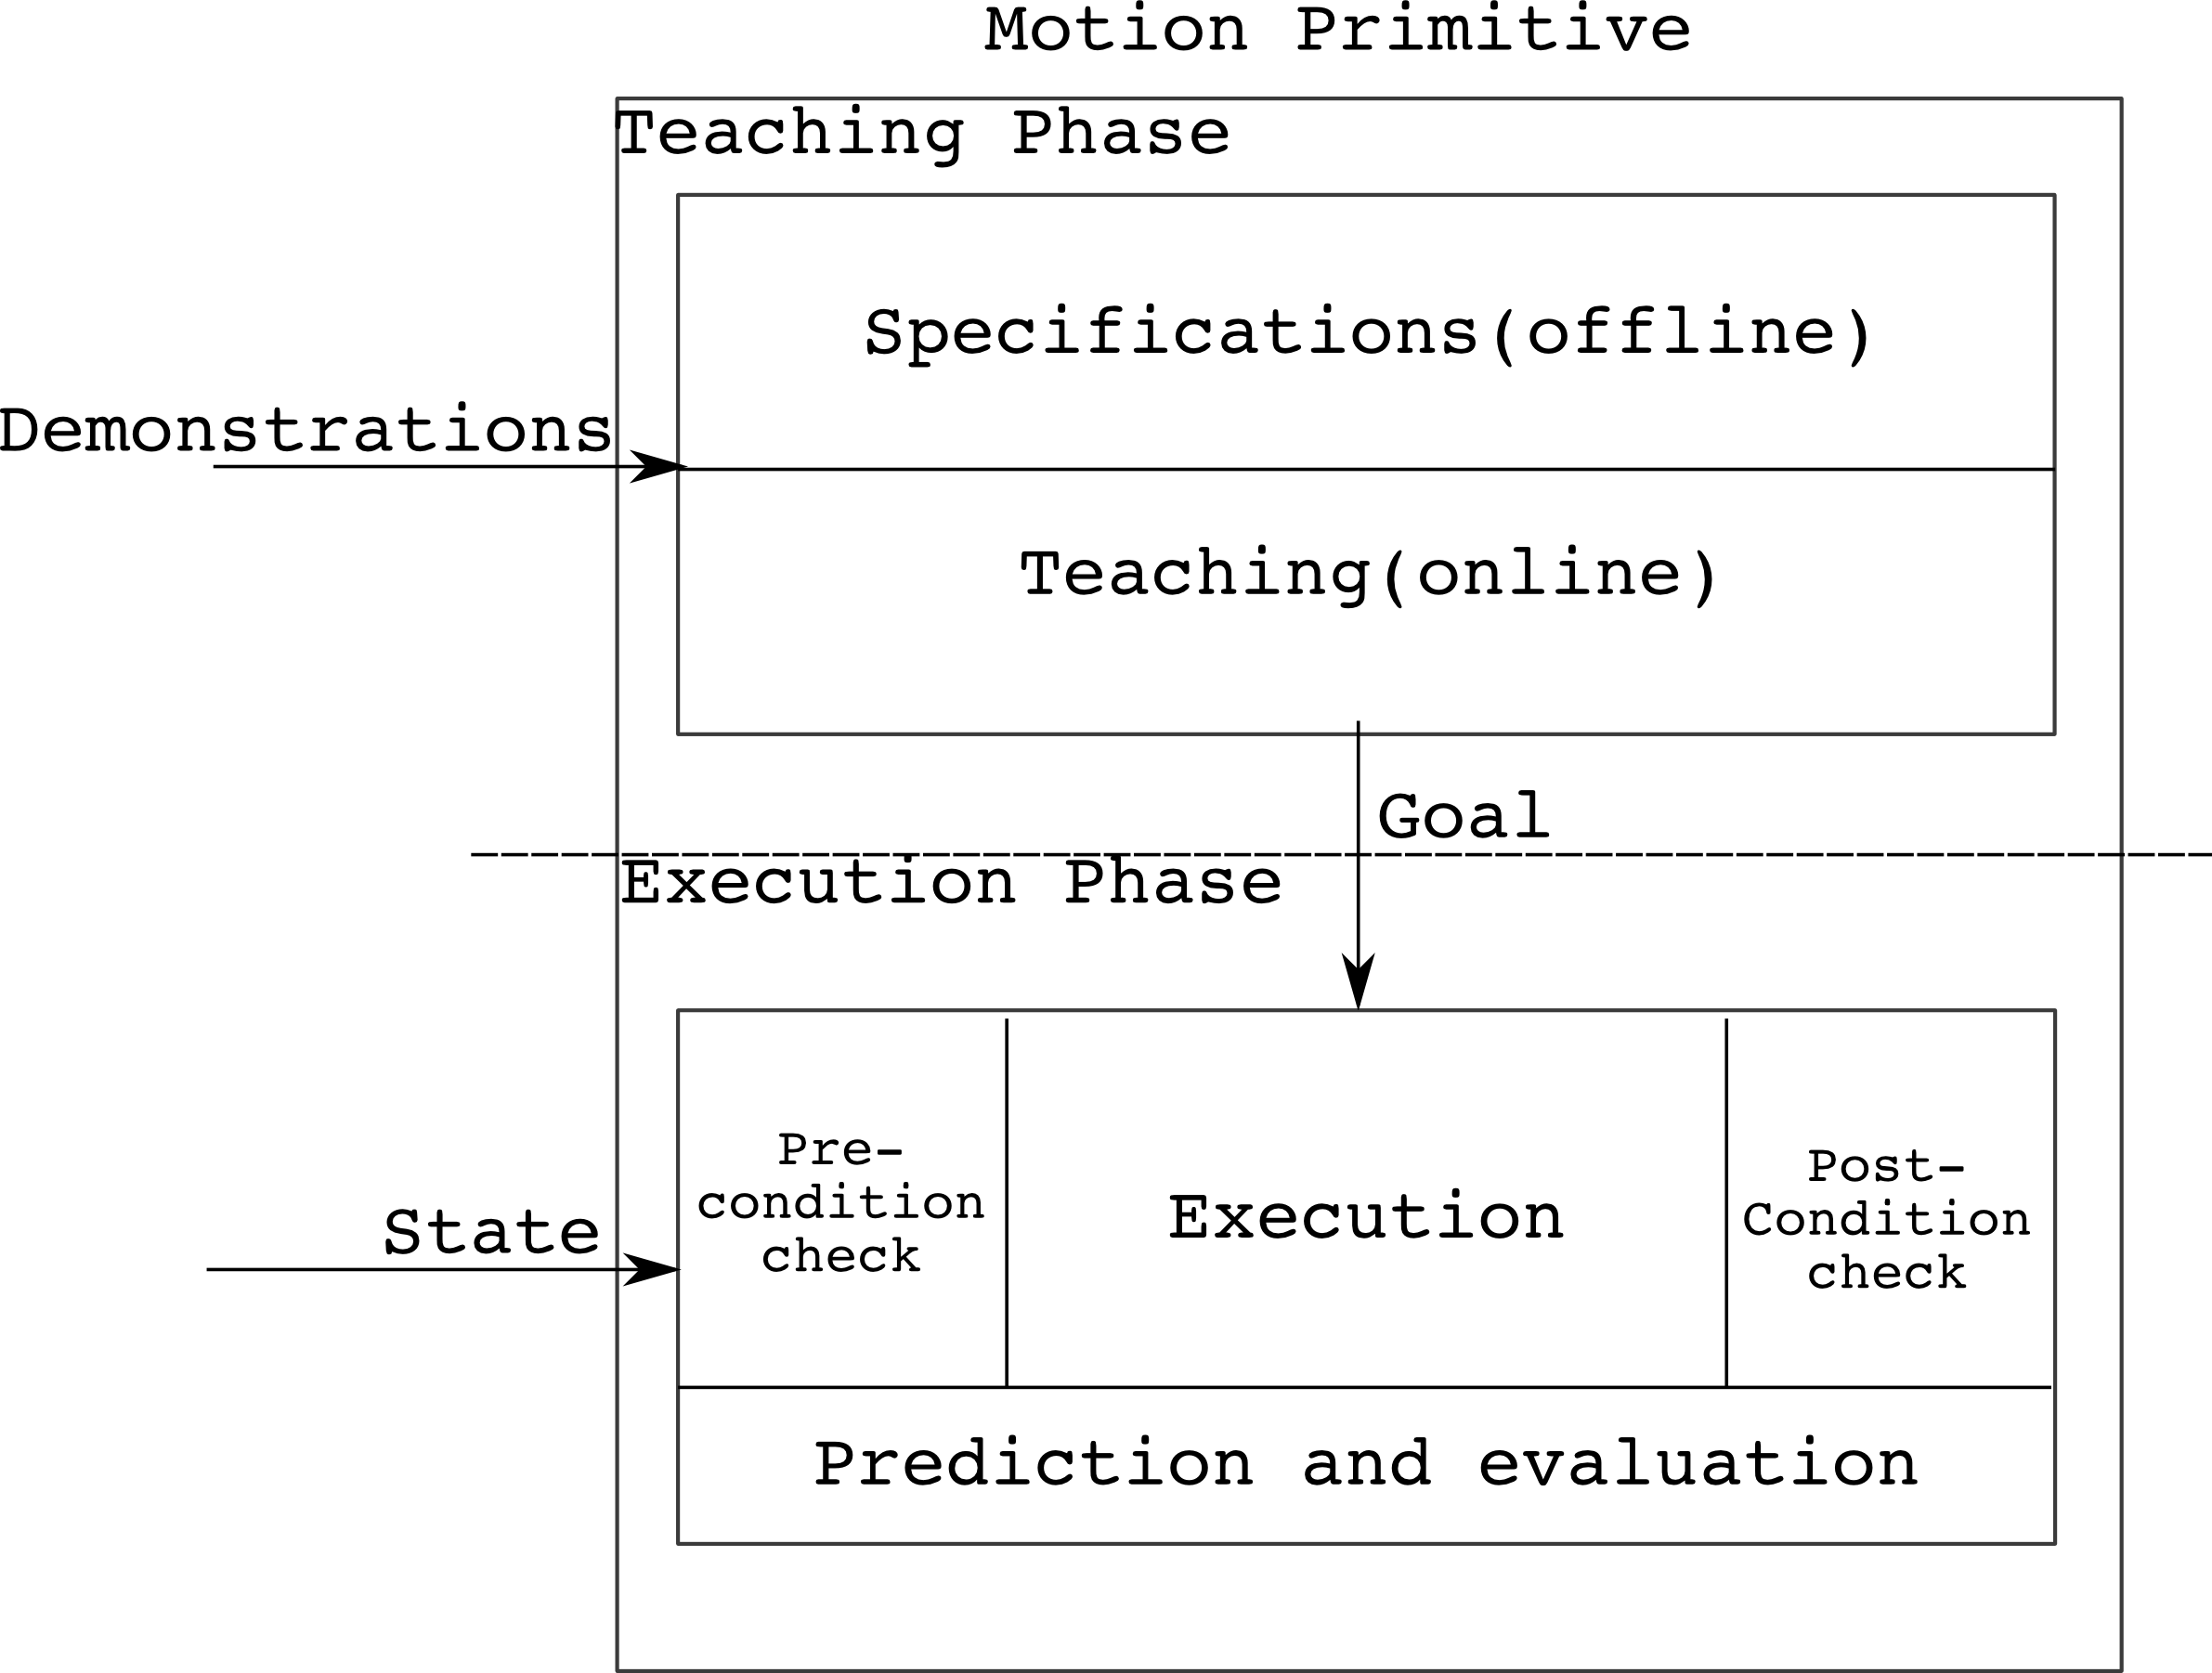 Motion Primitive
Teaching Phase
Specifications(offline)
Demonstrations
Teaching(online)
Goal
Execution Phase
Pre-
condition
check
State
Execution
Post-
Condition
check
Prediction and evaluation